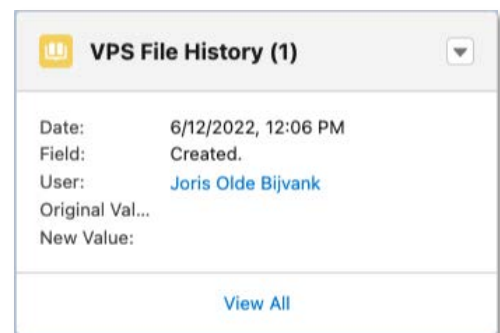 VPS File History (1)
Date: 6/12/2022, 12:06 PM
Field: Created.
User: Joris Olde Bijvank
Original Val...
New Value:
View All